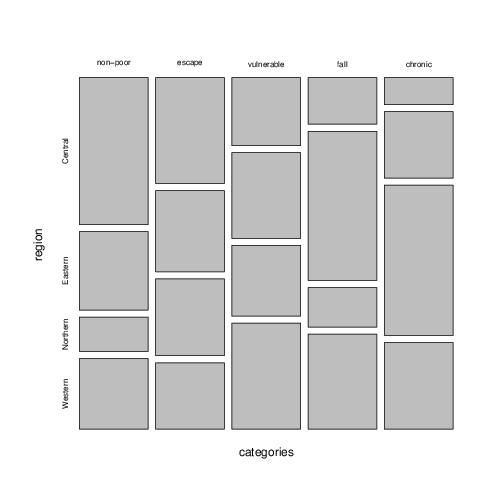 non−poor escape vulnerable fall chronic
Central
Eastern
Northern
Western
region
categories